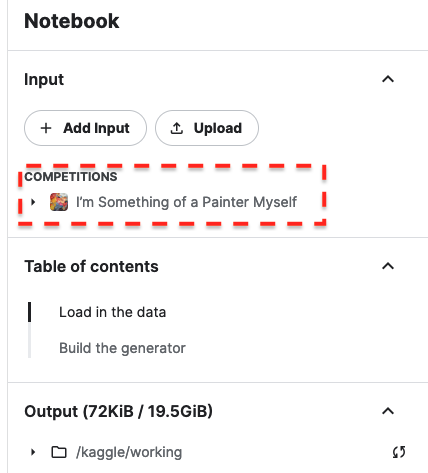 Notebook
Input
+ Add Input Upload
COMPETITIONS
I'm Something of a Painter Myself
Table of contents
Load in the data
Build the generator
Output (72KiB / 19.5GiB)
/kaggle/working